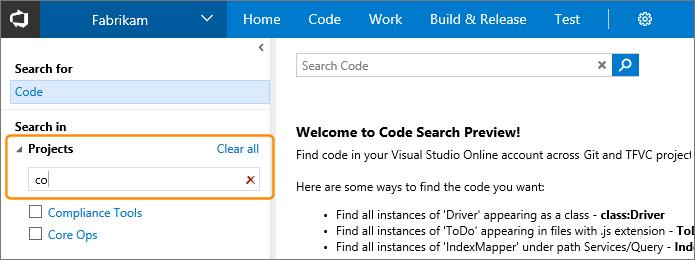 Fabrikam Home Code Work Build & Release Test
Search for
Code
Search in
Projects Clear all
co
Compliance Tools
Core Ops
Search Code
Welcome to Code Search Preview!
Find code in your Visual Studio Online account across Git and TFVC project
Here are some ways to find the code you want:
• Find all instances of 'Driver' appearing as a class - class:Driver
• Find all instances of 'ToDo' appearing in files with .js extension -
• Find all instances of 'IndexMapper' under path Services/Query -